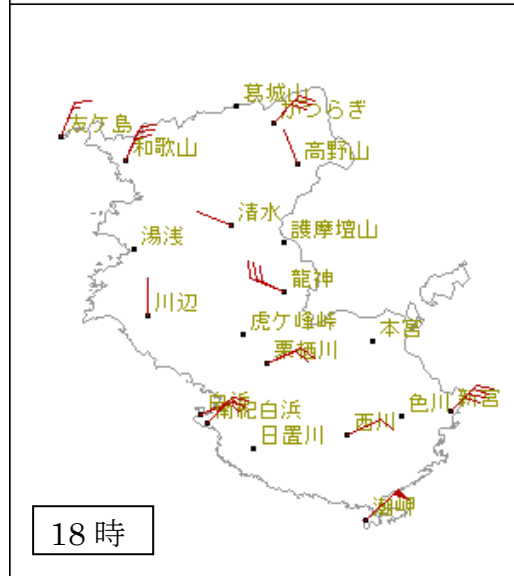 葛城山
かつらぎ
友ケ島
和歌山
高野山
清水
護摩壇山
湯浅
龍神
川辺
虎ケ峰峠
本宮
栗栖川
白浜
南紀白浜
色川
新宮
西川
日置川
潮岬
18時